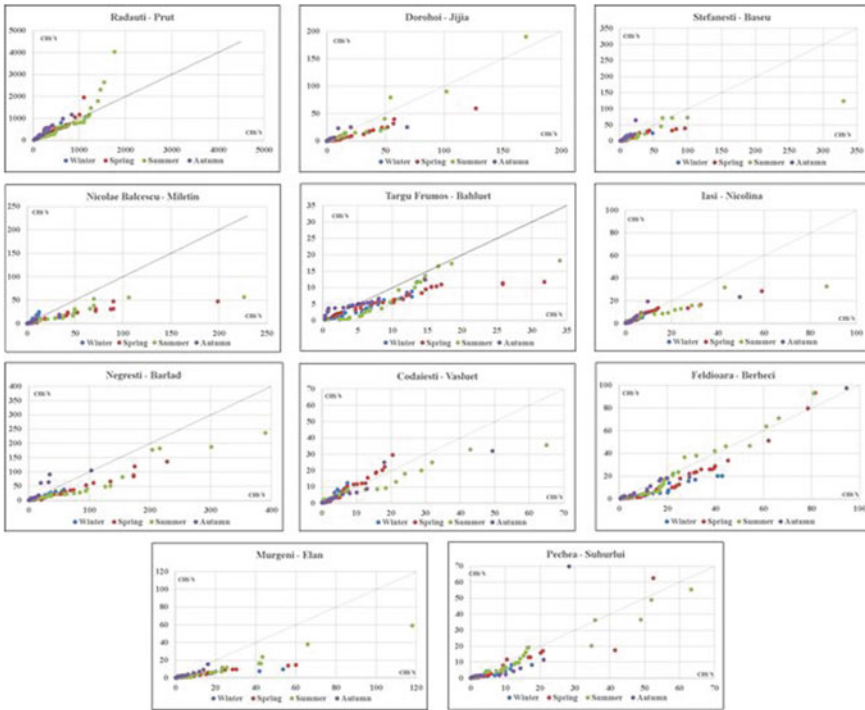 Radauti - Prut
5000
4000
3000
2000
1000
0
0 1000 2000 3000 4000 5000
Winter Spring Summer Autumn
Dorohoi - Jijia
200
150
100
50
0
0 50 100 150 200
Winter Spring Summer Autumn
Stefanesti - Baseu
350
300
250
200
150
100
50
0
0 50 100 150 200 250 300 350
Winter Spring Summer Autumn
Nicolae Balcescu - Miletin
250
200
150
100
50
0
0 50 100 150 200 250
Winter Spring Summer Autumn
Targu Frumos - Bahluet
35
30
25
20
15
10
5
0
0 5 10 15 20 25 30 35
Winter Spring Summer Autumn
Iasi - Nicolina
100
80
60
40
20
0
0 20 40 60 80 100
Winter Spring Summer Autumn
Negresti - Barlad
400
350
300
250
200
150
100
50
0
0 100 200 300 400
Winter Spring Summer Autumn
Codaiesti - Vasluet
70
60
50
40
30
20
10
0
0 10 20 30 40 50 60 70
Winter Spring Summer Autumn
Feldioara - Berheci
100
80
60
40
20
0
0 20 40 60 80 100
Winter Spring Summer Autumn
Murgeni - Elan
120
100
80
60
40
20
0
0 20 40 60 80 100 120
Winter Spring Summer Autumn
Pechea - Suhurlui
70
60
50
40
30
20
10
0
0 10 20 30 40 50 60 70
Winter Spring Summer Autumn